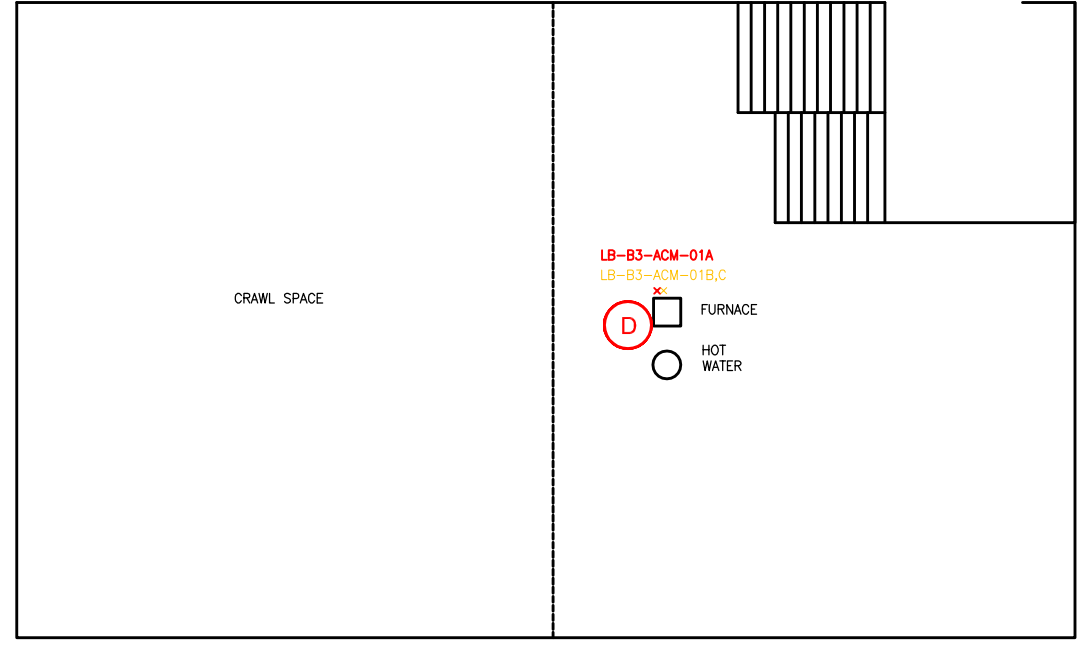 LB-B3-ACM-01A
LB-B3-ACM-01B,C
CRAWL SPACE
FURNACE
D
HOT
WATER